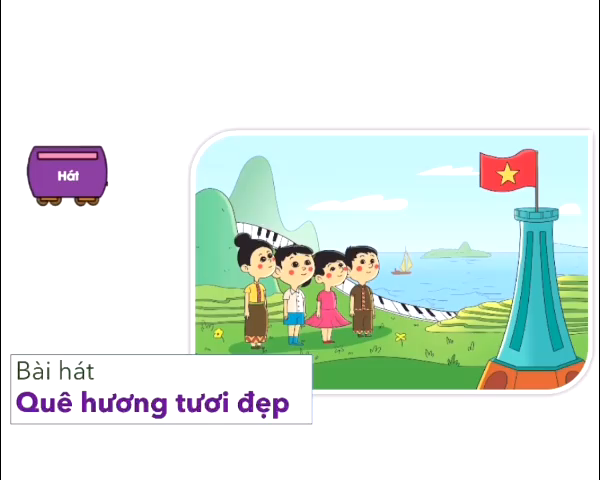 Hát
Bài hát
Quê hương tươi đẹp